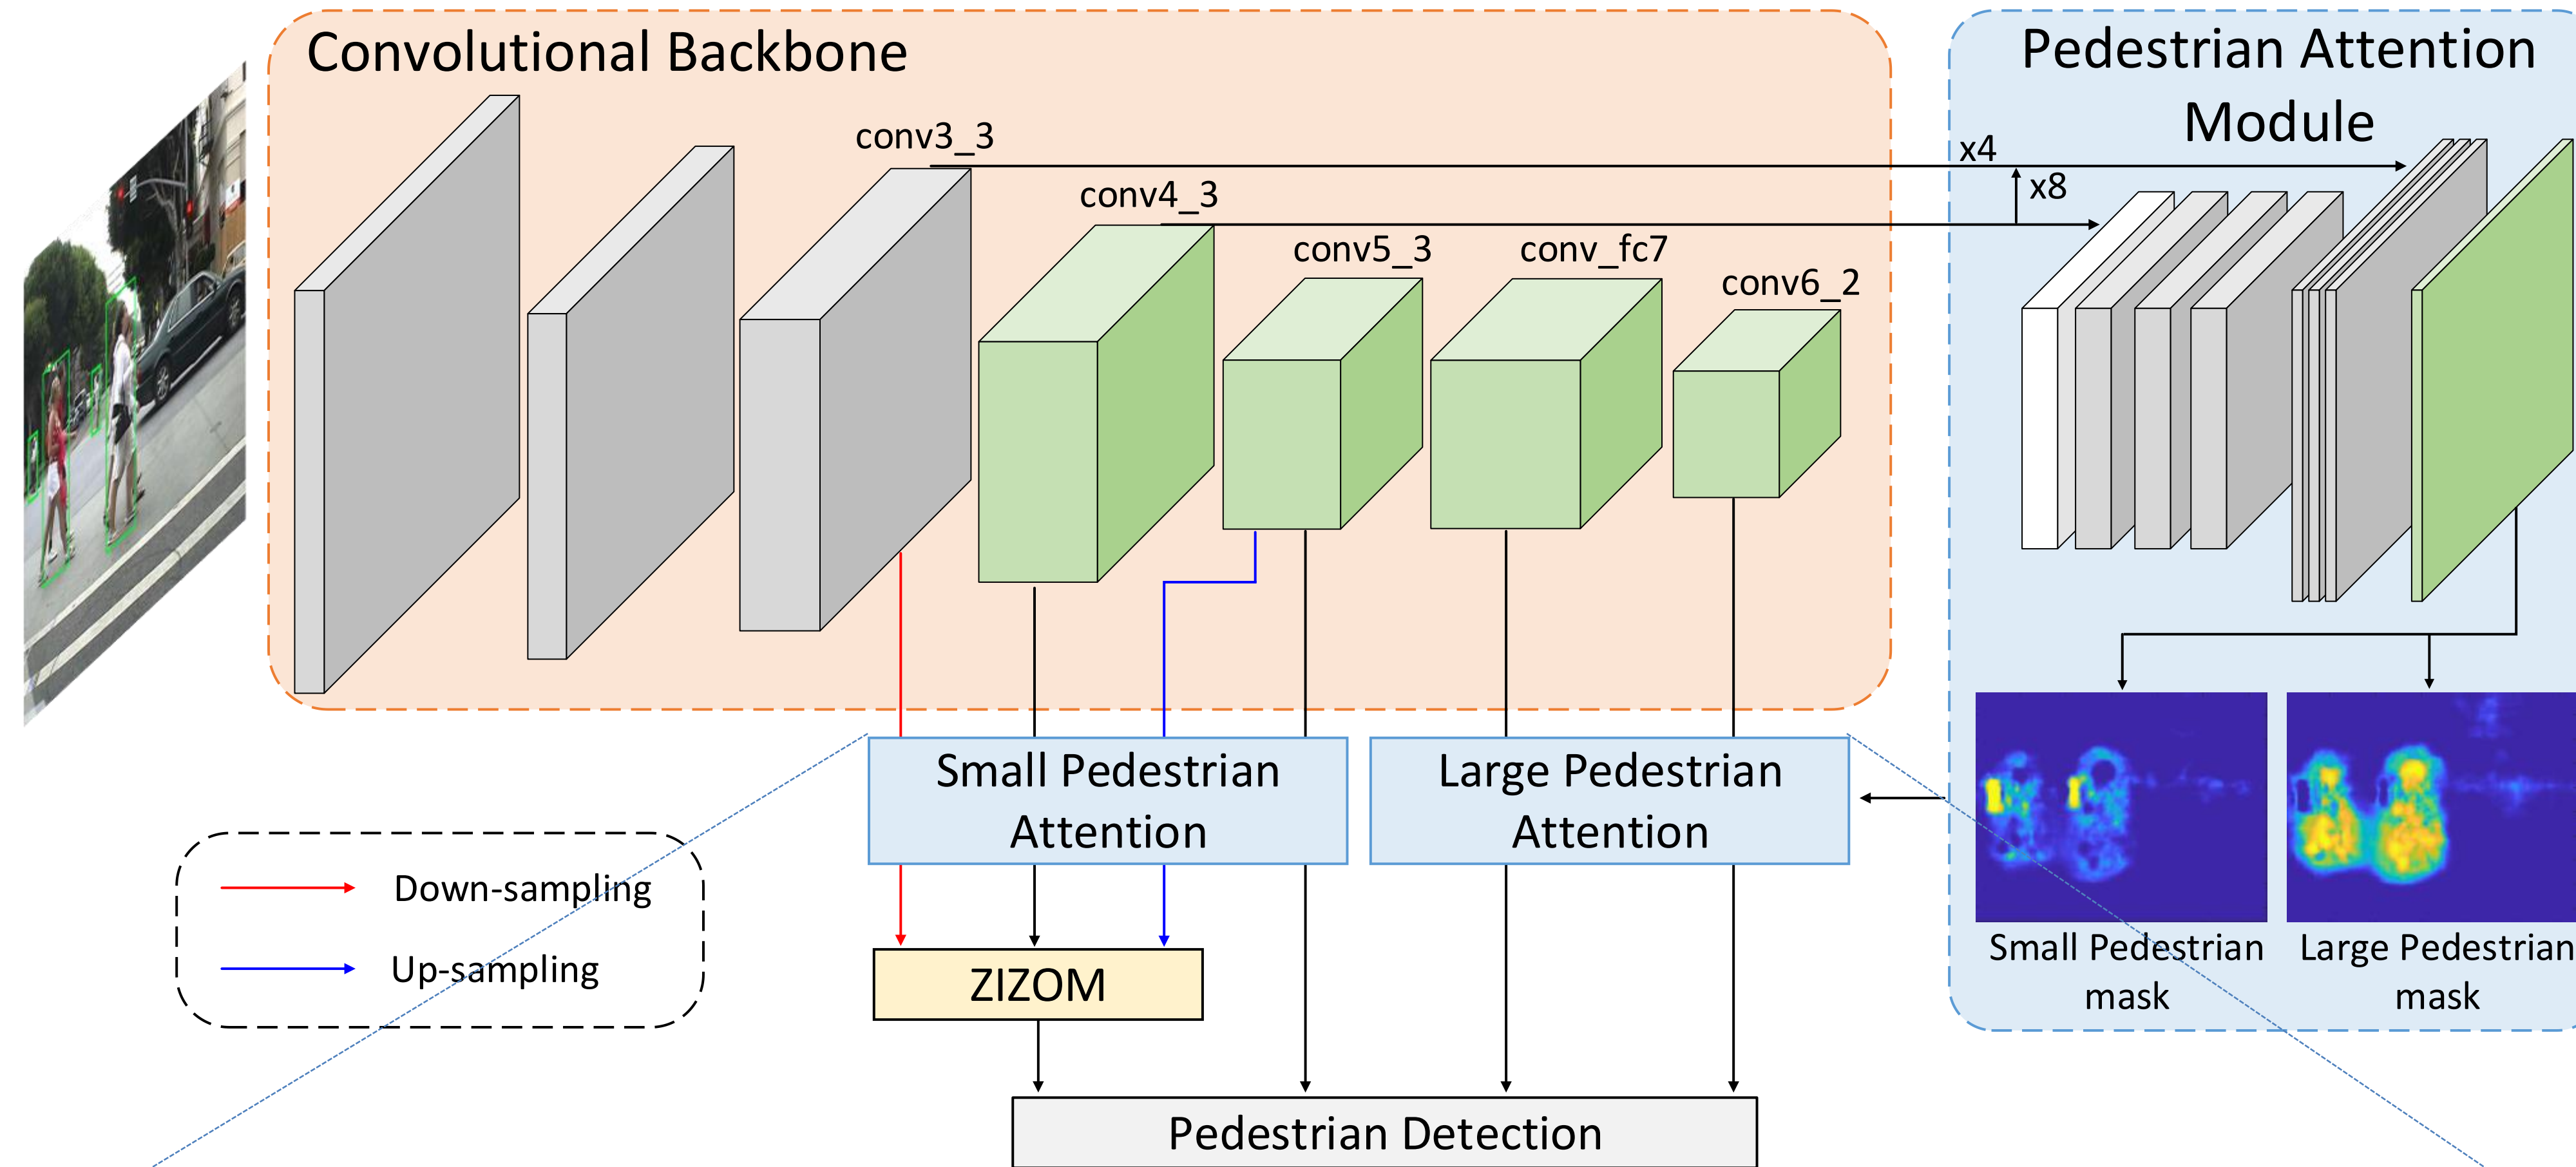 Convolutional Backbone
Pedestrian Attention
Module
conv3_3
x4
conv4_3
x8
conv5_3
conv_fc7
conv6_2
Small Pedestrian
Attention
Large Pedestrian
Attention
Down-sampling
Up-sampling
ZIZOM
Small Pedestrian
mask
Large Pedestrian
mask
Pedestrian Detection